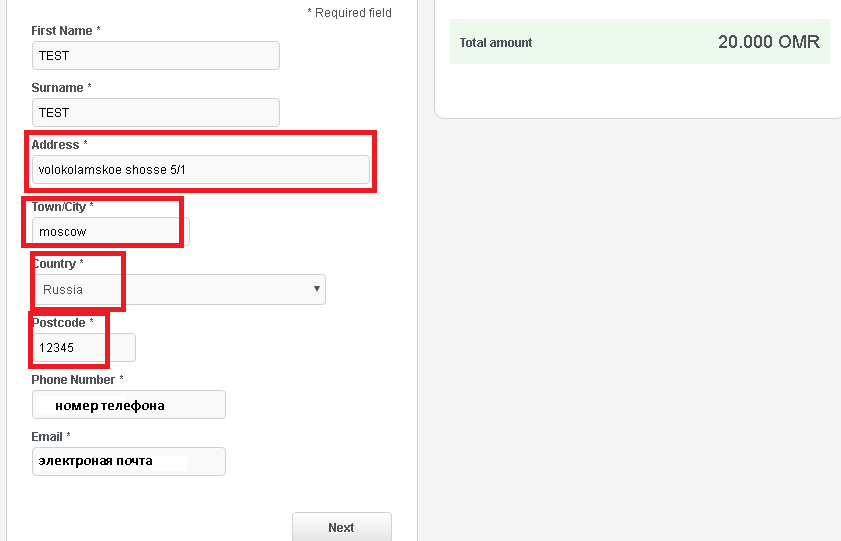 * Required field
First Name *
TEST
Surname *
TEST
Address *
volokolamskoe shosse 5/1
Town/City *
moscow
Country *
Russia
Postcode *
12345
Phone Number *
номер телефона
Email *
электроная почта
Next
Total amount 20.000 OMR